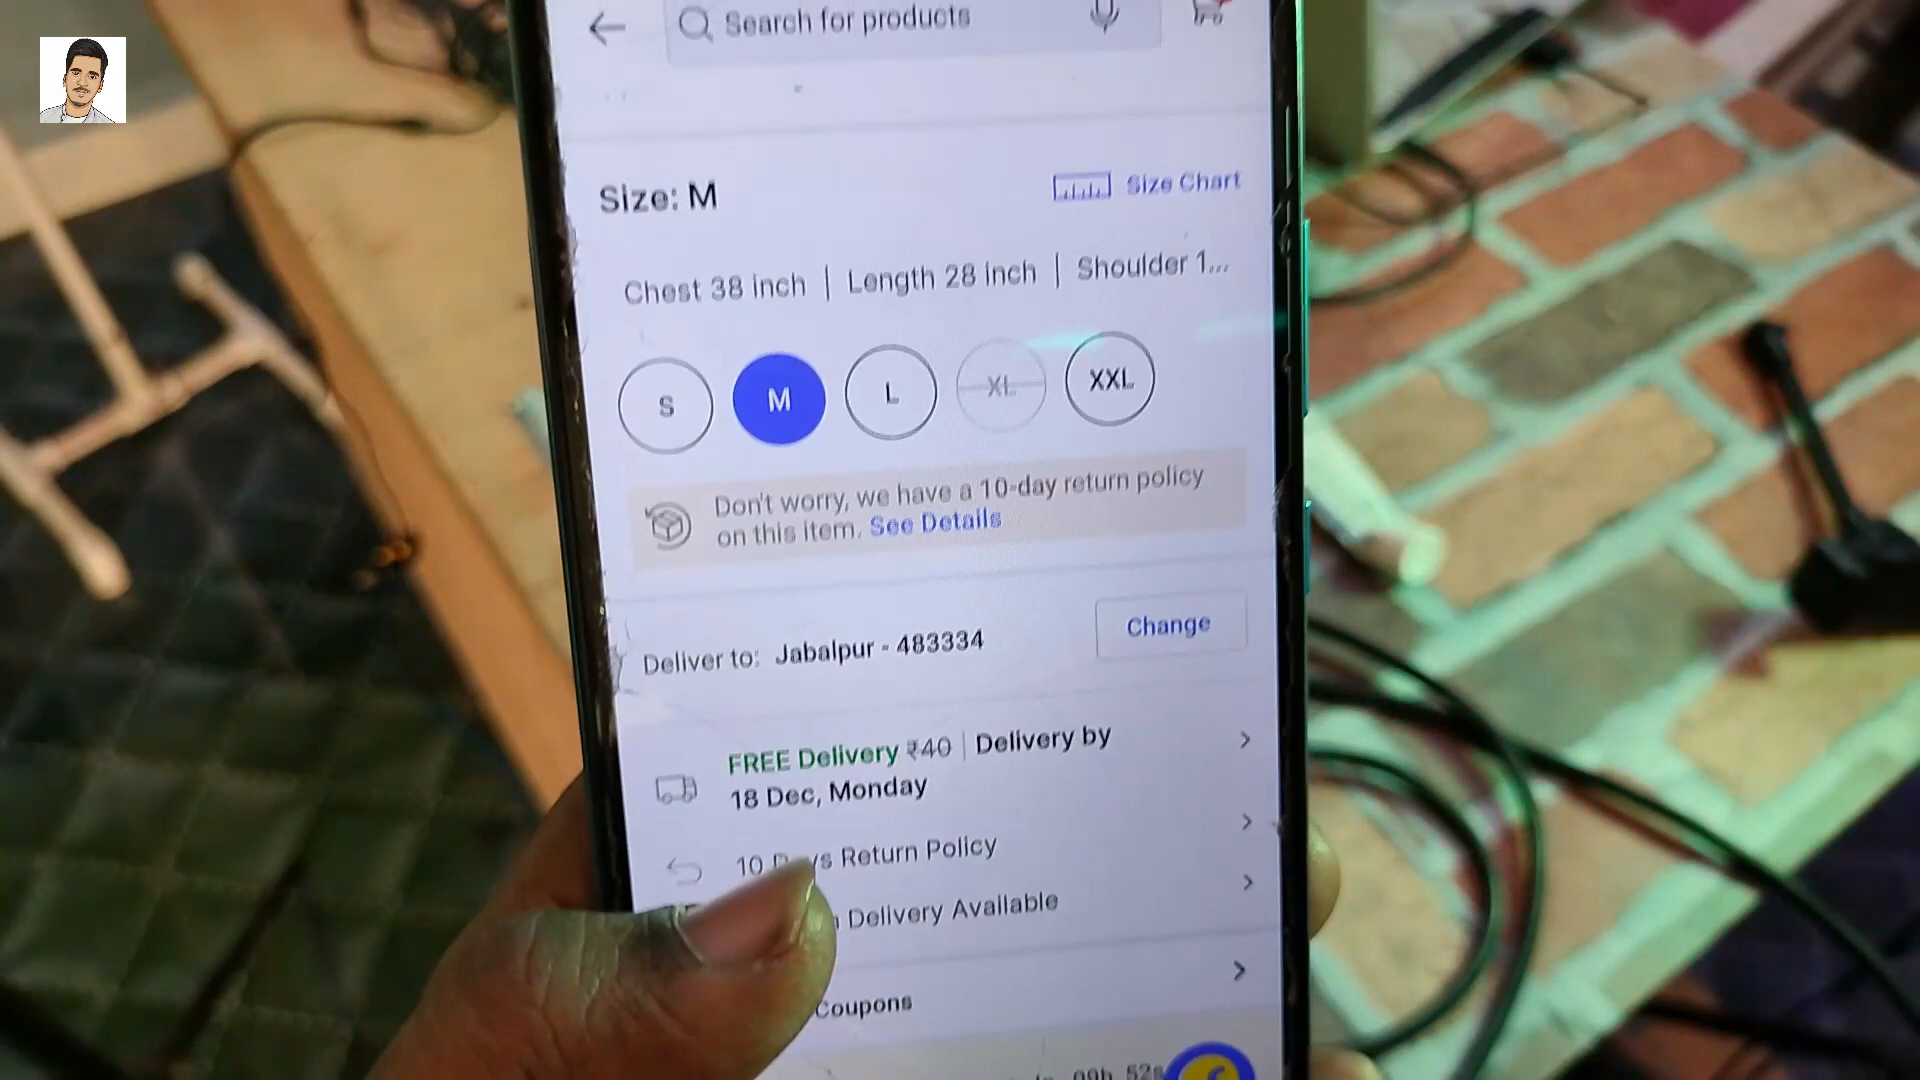 Search for products
Size: M
Size Chart
Chest 38 inch | Length 28 inch | Shoulder 1...
S M L XL XXL
Don't worry, we have a 10-day return policy
on this item. See Details
Deliver to: Jabalpur - 483334
Change
FREE Delivery ₹40 | Delivery by
18 Dec, Monday
10 Days Return Policy
Delivery Available
Coupons
09h 52s